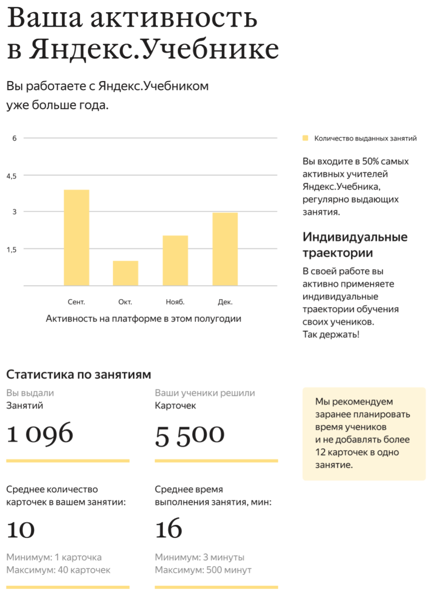 Ваша активность
в Яндекс.Учебнике
Вы работаете с Яндекс.Учебником
уже больше года.
6
4,5
3
1,5
Сент.
Окт.
Нояб.
Дек.
Активность на платформе в этом полугодии
Количество выданных занятий
Вы входите в 50% самых
активных учителей
Яндекс.Учебника,
регулярно выдающих
занятия.
Индивидуальные
траектории
В своей работе вы
активно применяете
индивидуальные
траектории обучения
своих учеников.
Так держать!
Статистика по занятиям
Вы выдали
Занятий
1 096
Ваши ученики решили
Карточек
5 500
Мы рекомендуем
заранее планировать
время учеников
и не добавлять более
12 карточек в одно
занятие.
Среднее количество
карточек в вашем занятии:
10
Минимум: 1 карточка
Максимум: 40 карточек
Среднее время
выполнения занятия, мин:
16
Минимум: 3 минуты
Максимум: 500 минут